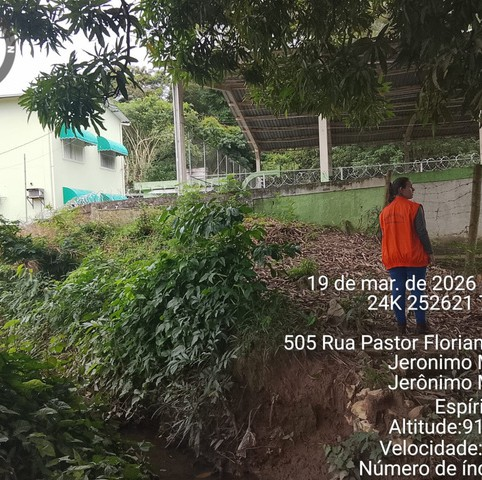 N
19 de mar. de 2026
24K 252621
505 Rua Pastor Florian
Jeronimo M
Jerônimo M
Espíri
Altitude:91
Velocidade:
Número de índ